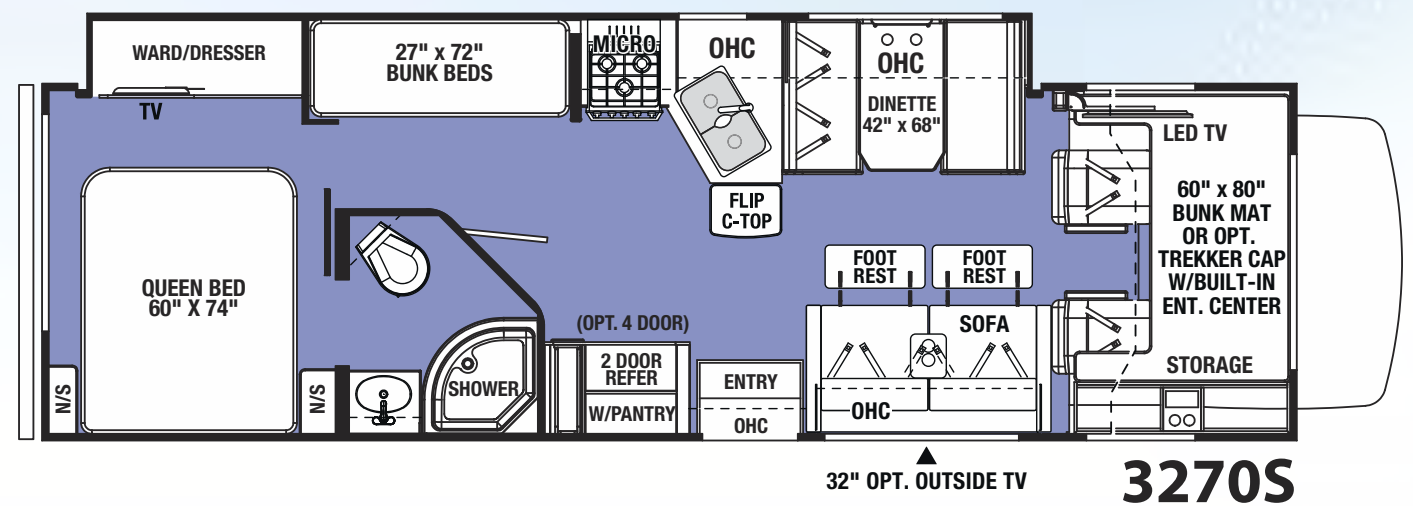 WARD/DRESSER
TV
27" x 72"
BUNK BEDS
MICRO
OHC
OHC
DINETTE
42" x 68"
FLIP
C-TOP
LED TV
60" x 80"
BUNK MAT
OR OPT.
TREKKER CAP
W/BUILT-IN
ENT. CENTER
STORAGE
QUEEN BED
60" X 74"
N/S
N/S
SHOWER
(OPT. 4 DOOR)
2 DOOR
REFER
W/PANTRY
ENTRY
OHC
FOOT
REST
FOOT
REST
SOFA
OHC
32" OPT. OUTSIDE TV
3270S